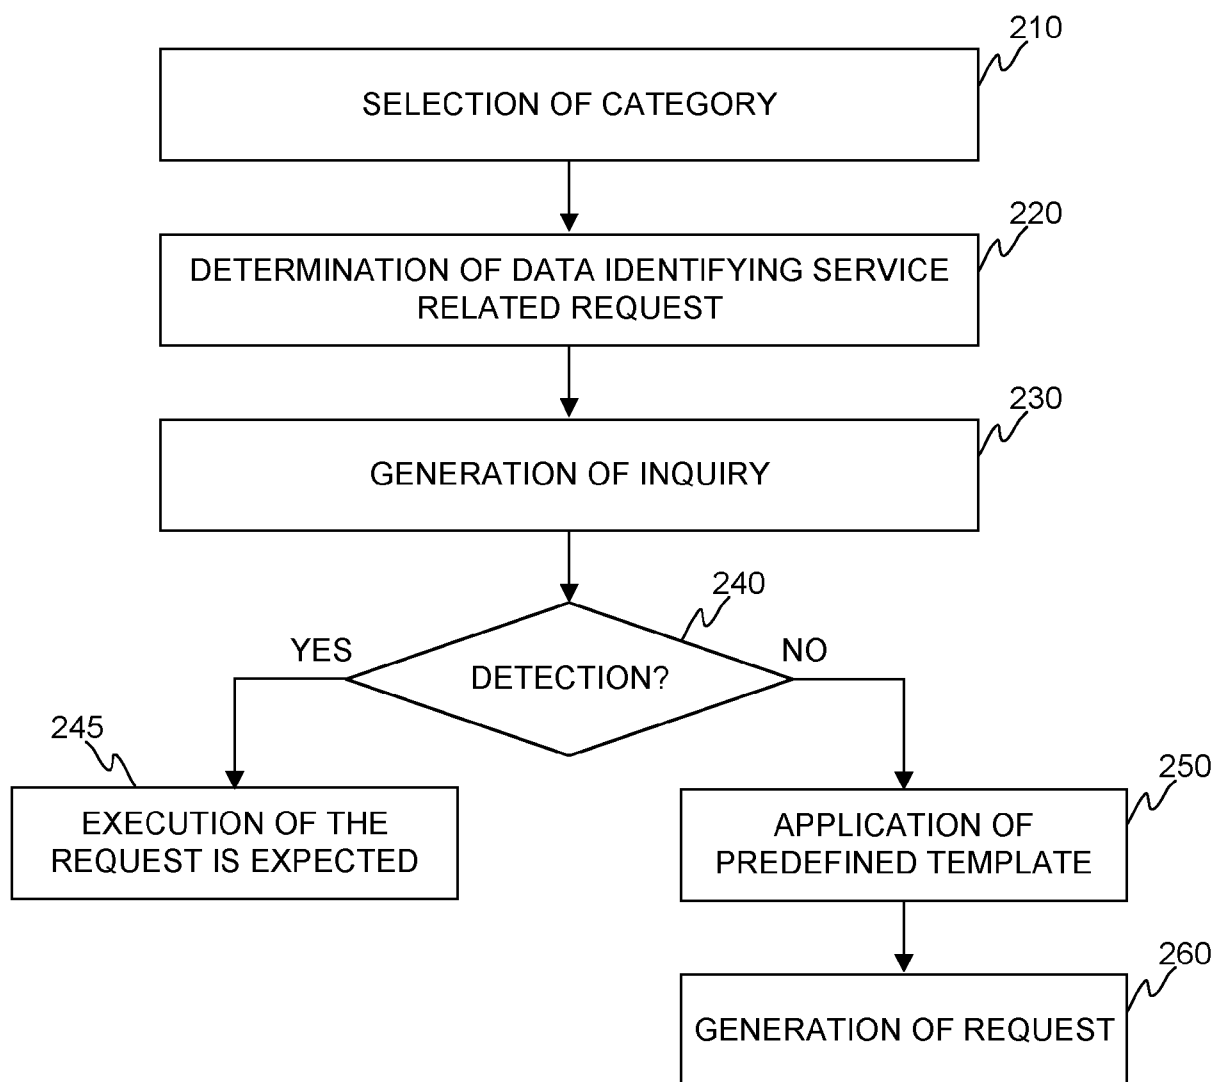 210
SELECTION OF CATEGORY
220
DETERMINATION OF DATA IDENTIFYING SERVICE
RELATED REQUEST
230
GENERATION OF INQUIRY
240
YES
DETECTION?
NO
245
EXECUTION OF THE
REQUEST IS EXPECTED
250
APPLICATION OF
PREDEFINED TEMPLATE
260
GENERATION OF REQUEST